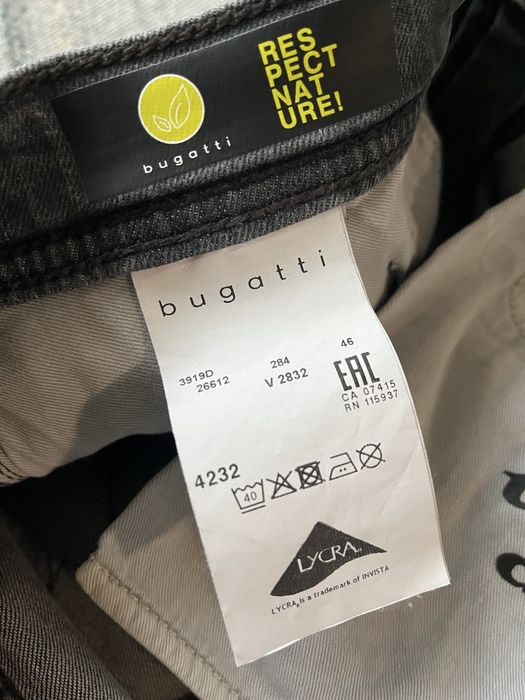 bugatti
RES
PECT
NAT
URE!
bugatti
3919D 284 46
26612 V 2832 EAC
CA 07415
RN 115937
4232 40
LYCRA
LYCRA® is a trademark of INVISTA